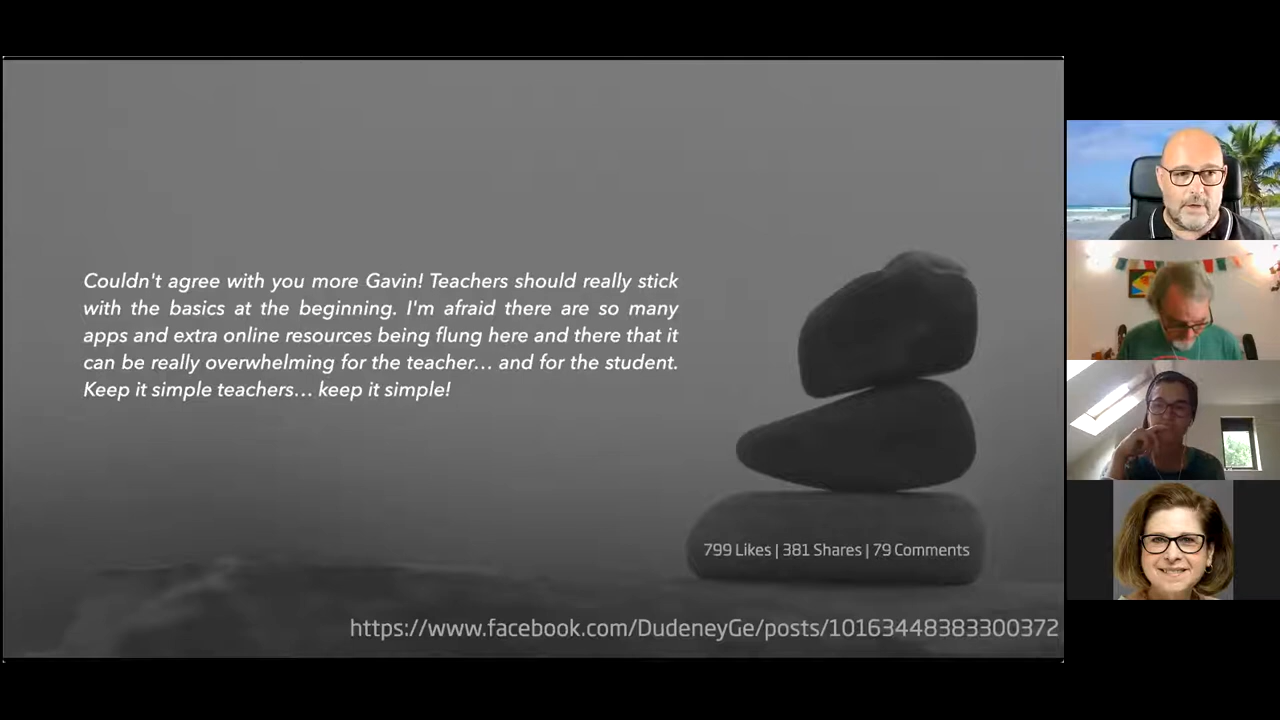 Couldn't agree with you more Gavin! Teachers should really stick
with the basics at the beginning. I'm afraid there are so many
apps and extra online resources being flung here and there that it
can be really overwhelming for the teacher… and for the student.
Keep it simple teachers… keep it simple!
799 Likes | 381 Shares | 79 Comments
https://www.facebook.com/DudeneyGe/posts/10163448383300372